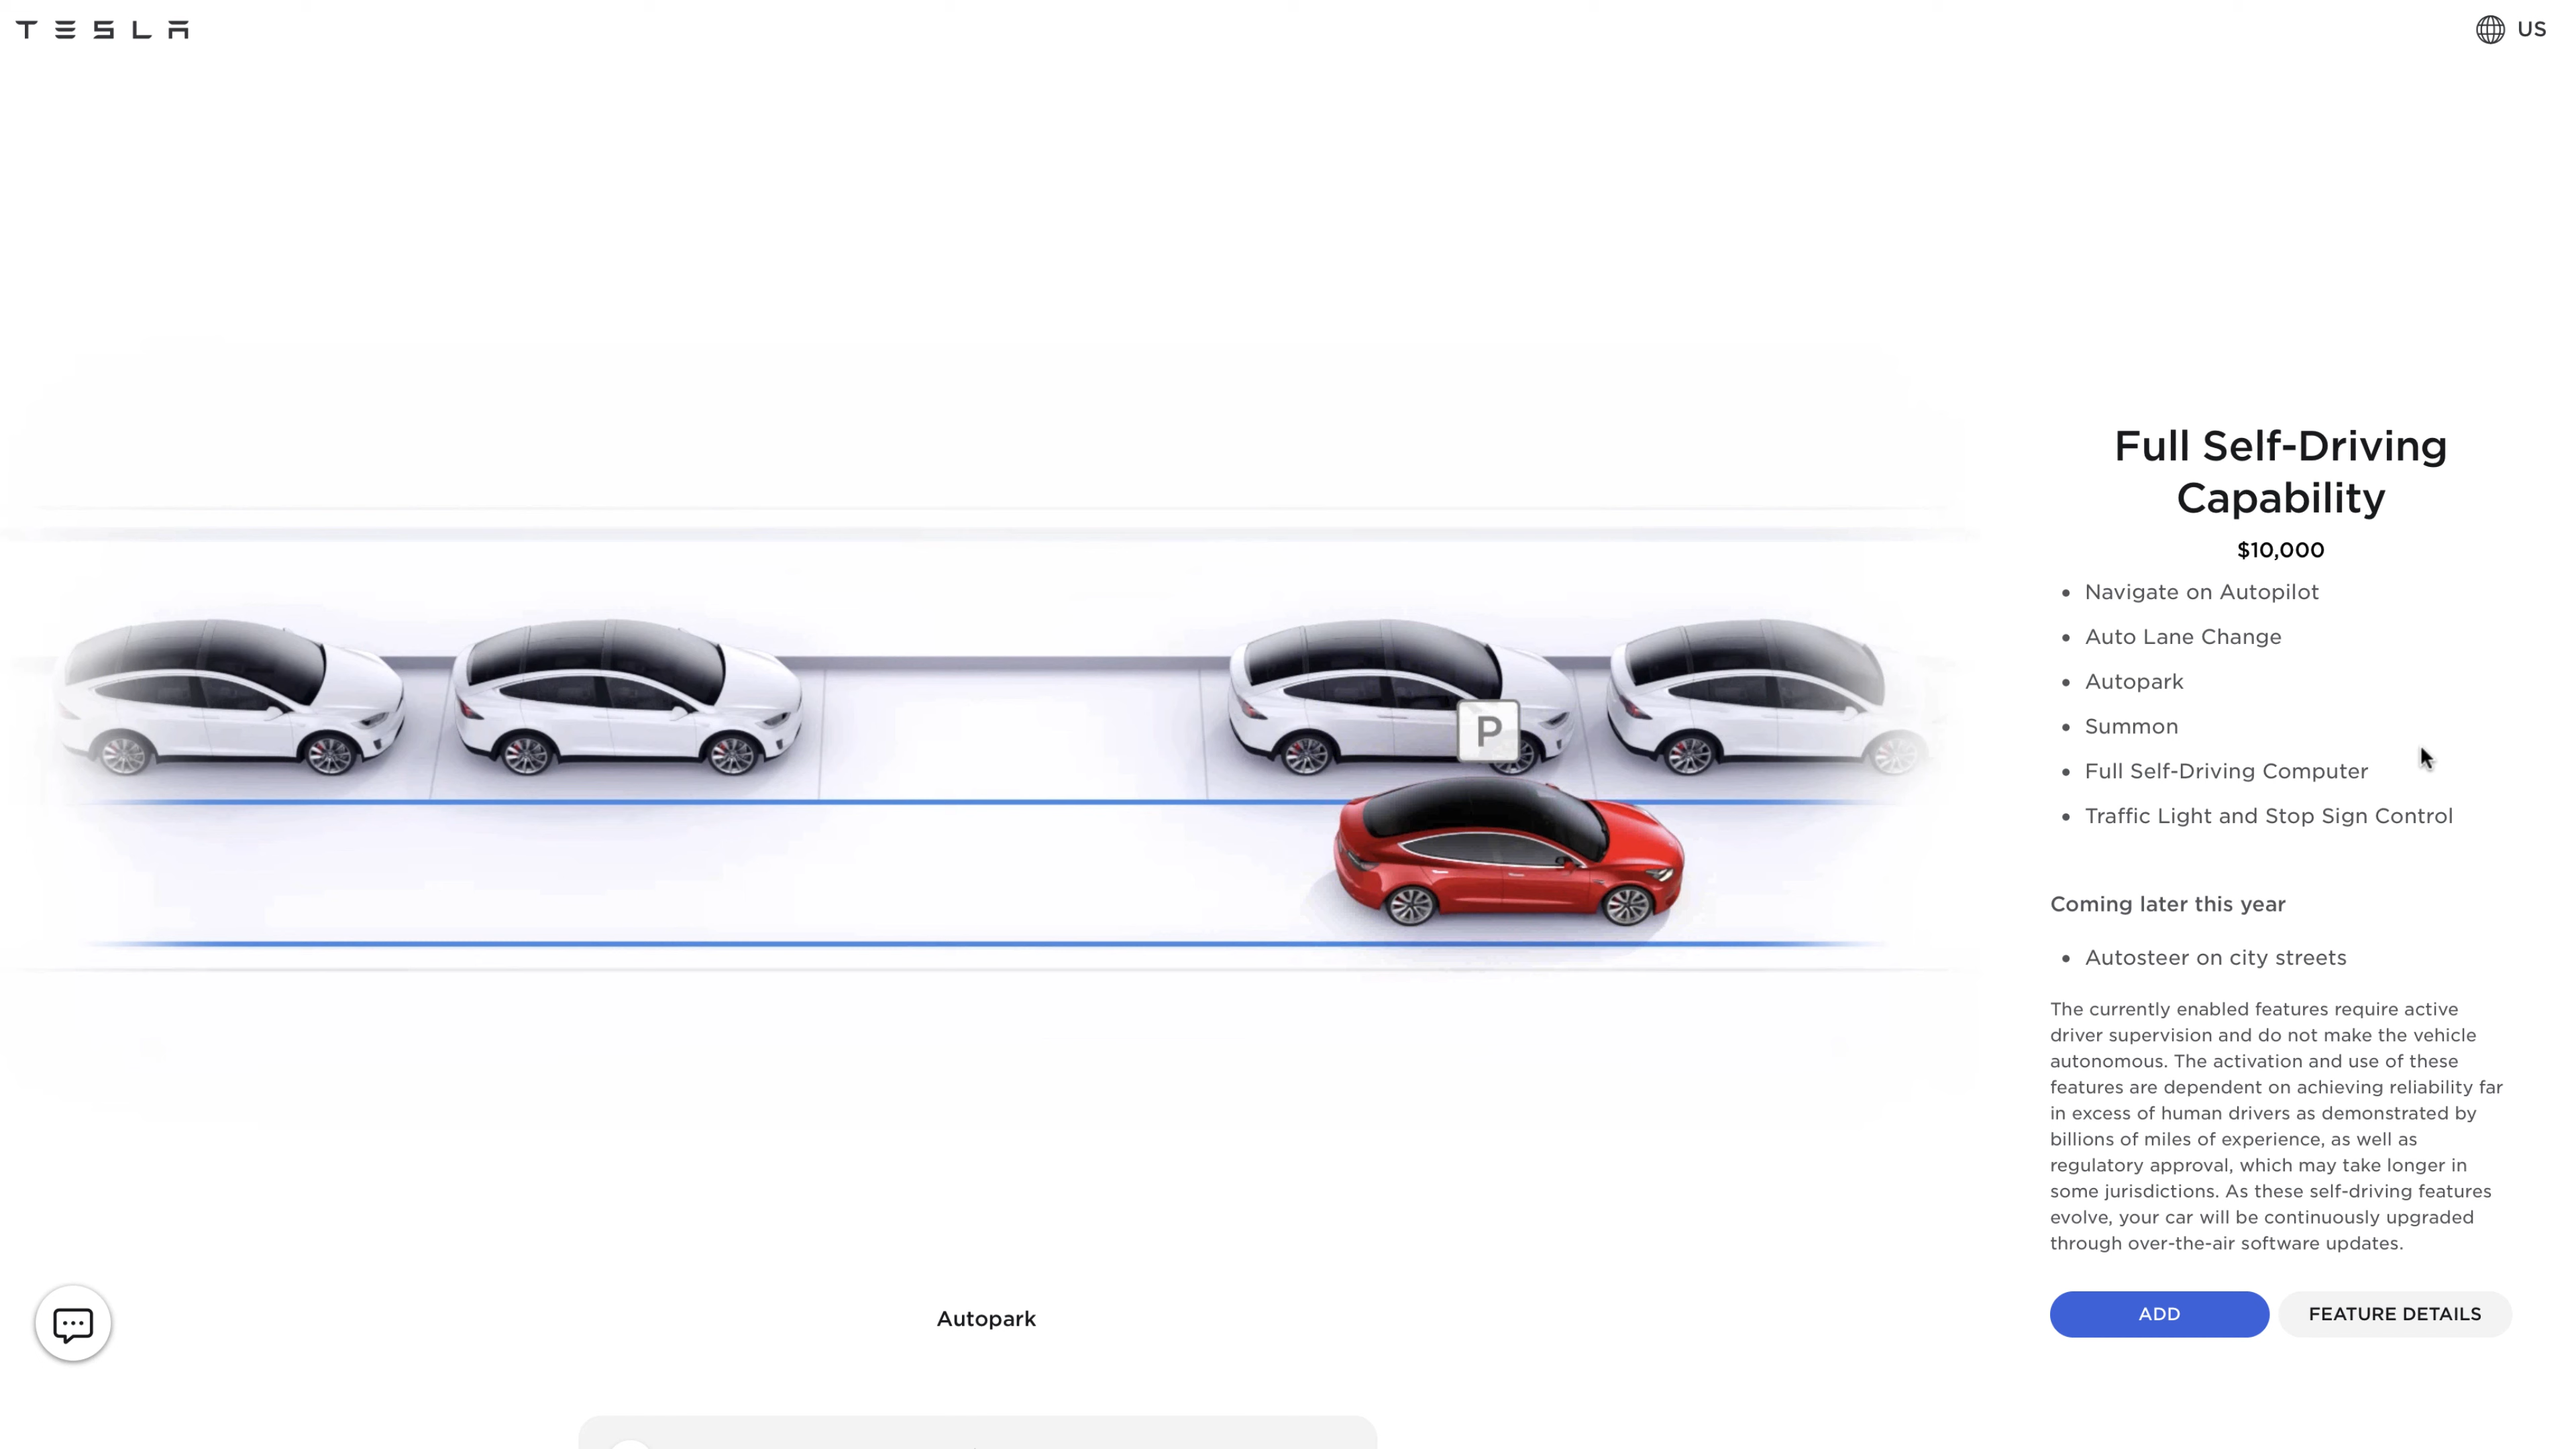 TESLA
US
Full Self-Driving
Capability
$10,000
Navigate on Autopilot
Auto Lane Change
Autopark
Summon
Full Self-Driving Computer
Traffic Light and Stop Sign Control
Coming later this year
Autosteer on city streets
The currently enabled features require active
driver supervision and do not make the vehicle
autonomous. The activation and use of these
features are dependent on achieving reliability far
in excess of human drivers as demonstrated by
billions of miles of experience, as well as
regulatory approval, which may take longer in
some jurisdictions. As these self-driving features
evolve, your car will be continuously upgraded
through over-the-air software updates.
ADD
FEATURE DETAILS
P
Autopark